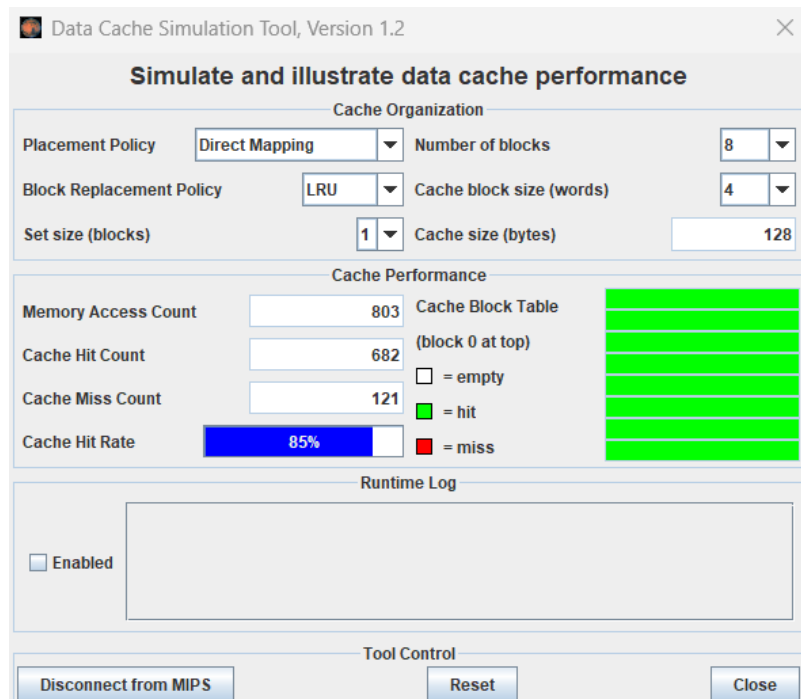 Data Cache Simulation Tool, Version 1.2
Simulate and illustrate data cache performance
Cache Organization
Placement Policy Direct Mapping Number of blocks 8
Block Replacement Policy LRU Cache block size (words) 4
Set size (blocks) 1 Cache size (bytes) 128
Cache Performance
Memory Access Count 803 Cache Block Table
(block 0 at top)
Cache Hit Count 682
= empty
Cache Miss Count 121
= hit
Cache Hit Rate 85%
= miss
Runtime Log
Enabled
Tool Control
Disconnect from MIPS Reset Close